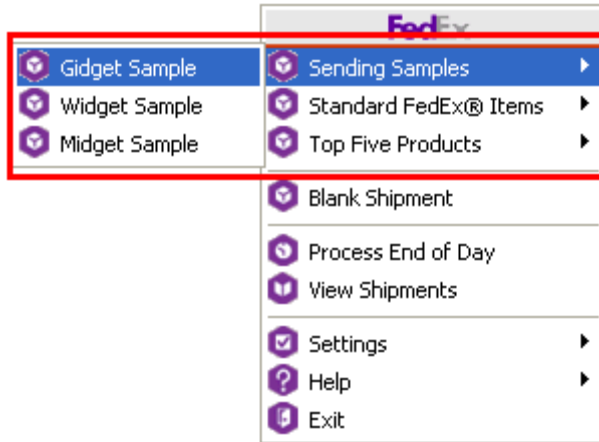 FedEx
Gidget Sample
Widget Sample
Midget Sample
Sending Samples
Standard FedEx® Items
Top Five Products
Blank Shipment
Process End of Day
View Shipments
Settings
Help
Exit